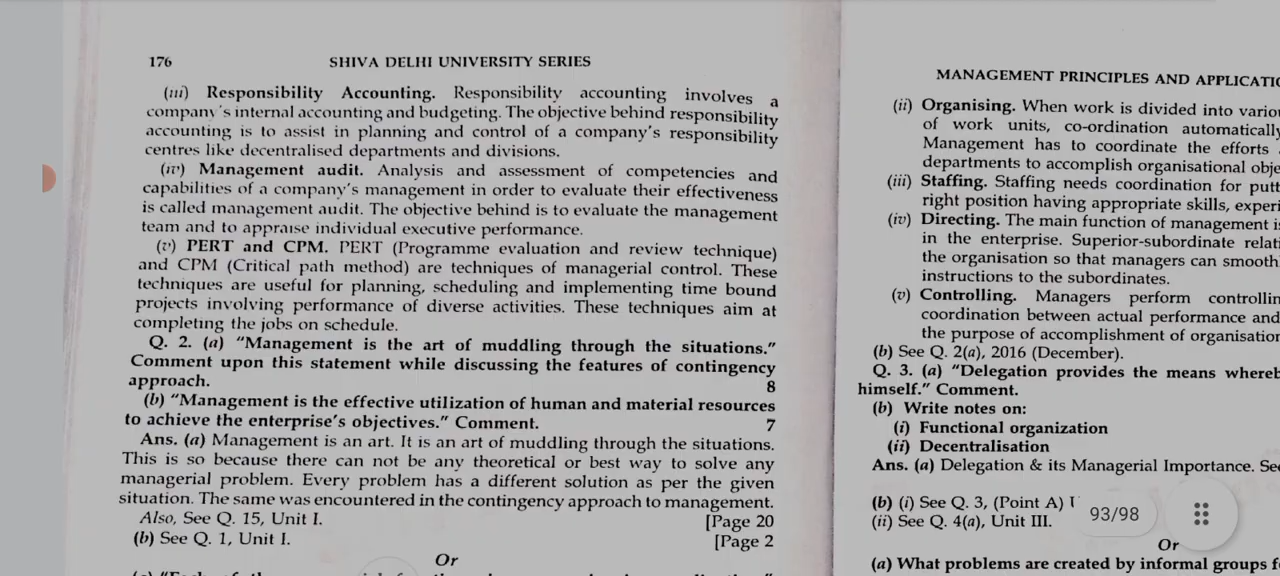 176
SHIVA DELHI UNIVERSITY SERIES
(iii) Responsibility Accounting. Responsibility accounting involves a
company's internal accounting and budgeting. The objective behind responsibility
accounting is to assist in planning and control of a company's responsibility
centres like decentralised departments and divisions.
(iv) Management audit. Analysis and assessment of competencies and
capabilities of a company's management in order to evaluate their effectiveness
is called management audit. The objective behind is to evaluate the management
team and to appraise individual executive performance.
(v) PERT and CPM. PERT (Programme evaluation and review technique)
and CPM (Critical path method) are techniques of managerial control. These
techniques are useful for planning, scheduling and implementing time bound
projects involving performance of diverse activities. These techniques aim at
completing the jobs on schedule.
Q. 2. (a) "Management is the art of muddling through the situations."
Comment upon this statement while discussing the features of contingency
approach. 8
(b) "Management is the effective utilization of human and material resources
to achieve the enterprise's objectives." Comment. 7
Ans. (a) Management is an art. It is an art of muddling through the situations.
This is so because there can not be any theoretical or best way to solve any
managerial problem. Every problem has a different solution as per the given
situation. The same was encountered in the contingency approach to management.
Also, See Q. 15, Unit I. [Page 20
(b) See Q. 1, Unit I. [Page 2
Or
MANAGEMENT PRINCIPLES AND
(ii) Organising. When work is divided into
of work units, co-ordination automatically
Management has to coordinate the efforts
departments to accomplish organisational
(iii) Staffing. Staffing needs coordination for
right position having appropriate skills,
(iv) Directing. The main function of management
in the enterprise. Superior-subordinate
the organisation so that managers can
instructions to the subordinates.
(v) Controlling. Managers perform
coordination between actual performance and
the purpose of accomplishment of
(b) See Q. 2(a), 2016 (December).
Q. 3. (a) "Delegation provides the means
himself." Comment.
(b) Write notes on:
(i) Functional organization
(ii) Decentralisation
Ans. (a) Delegation & its Managerial Importance.
(b) (i) See Q. 3, (Point A)
(ii) See Q. 4(a), Unit III.
93/98
Or
(a) What problems are created by informal groups